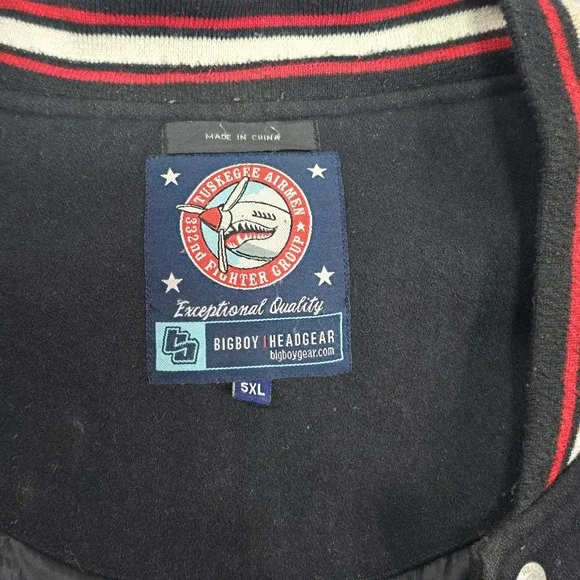 MADE IN CHINA
TUSKEGEE AIRMEN
332nd FIGHTER GROUP
Exceptional Quality
BIGBOY HEADGEAR
bigboygear.com
5XL